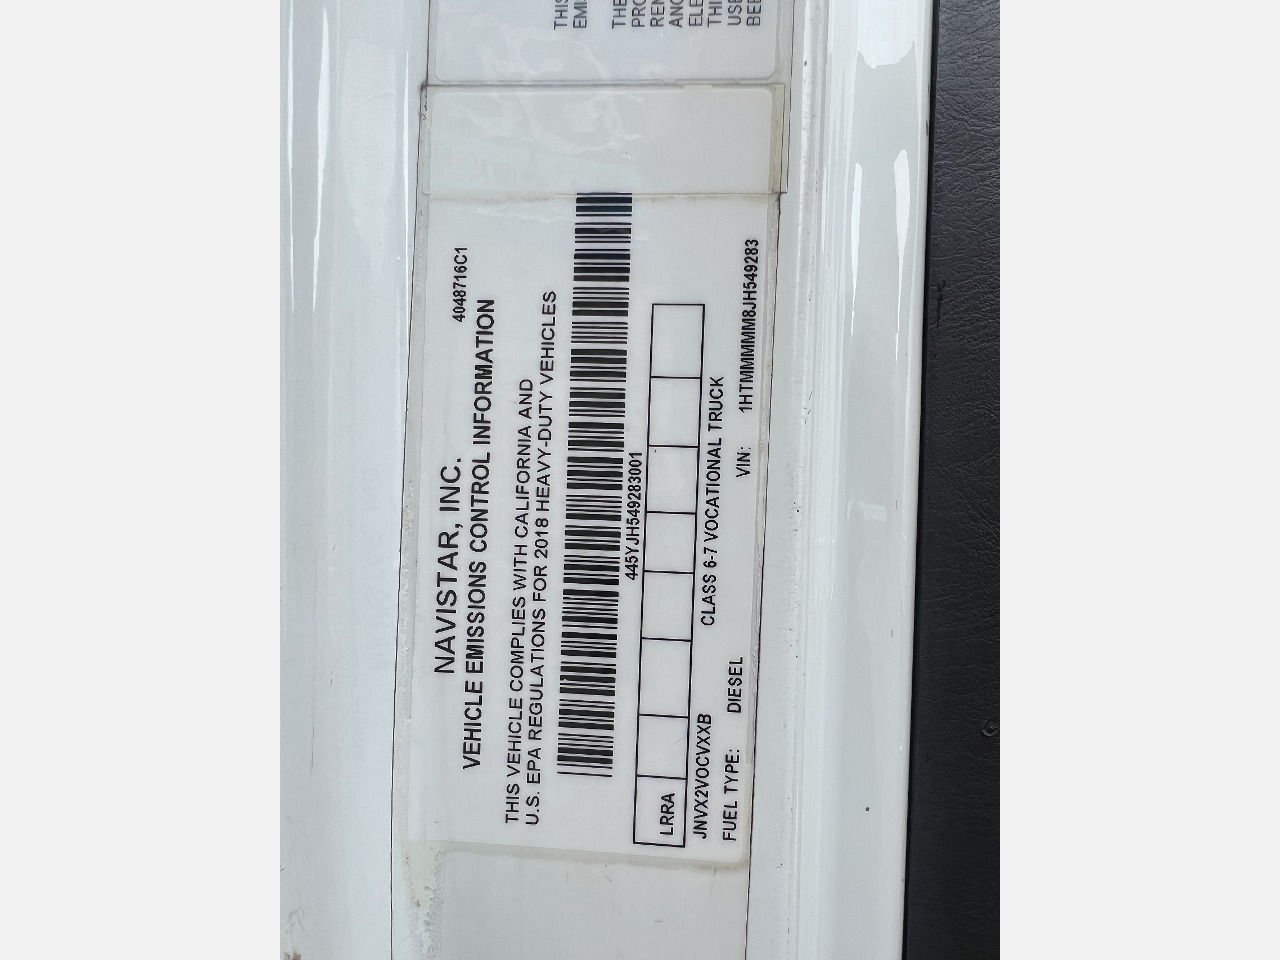 4048716C1
NAVISTAR, INC.
VEHICLE EMISSIONS CONTROL INFORMATION
THIS VEHICLE COMPLIES WITH CALIFORNIA AND
U.S. EPA REGULATIONS FOR 2018 HEAVY-DUTY VEHICLES
445YJH549283001
LRRA
JNVX2VOCVXXB CLASS 6-7 VOCATIONAL TRUCK
FUEL TYPE: DIESEL VIN: 1HTMMMMM8JH549283
THE